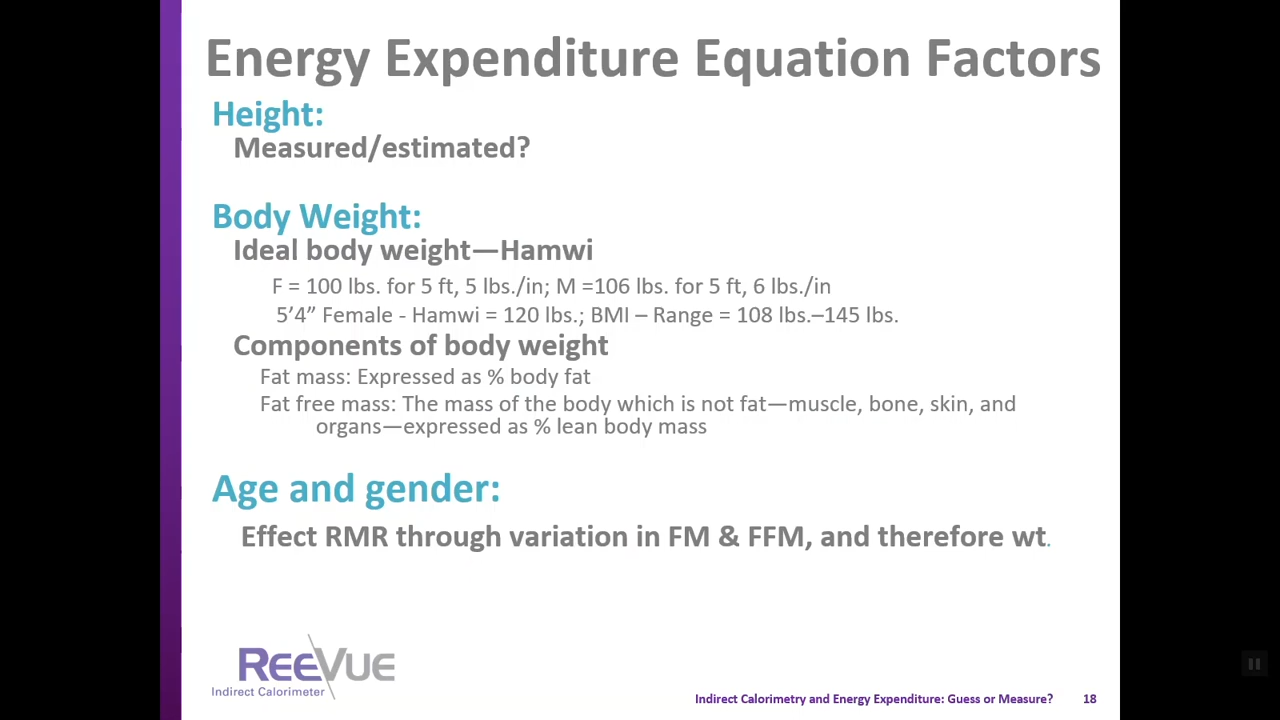 Energy Expenditure Equation Factors
Height:
Measured/estimated?
Body Weight:
Ideal body weight—Hamwi
F = 100 lbs. for 5 ft, 5 lbs./in; M =106 lbs. for 5 ft, 6 lbs./in
5’4” Female - Hamwi = 120 lbs.; BMI – Range = 108 lbs.–145 lbs.
Components of body weight
Fat mass: Expressed as % body fat
Fat free mass: The mass of the body which is not fat—muscle, bone, skin, and
organs—expressed as % lean body mass
Age and gender:
Effect RMR through variation in FM & FFM, and therefore wt.
REEVUE
Indirect Calorimeter
Indirect Calorimetry and Energy Expenditure: Guess or Measure? 18